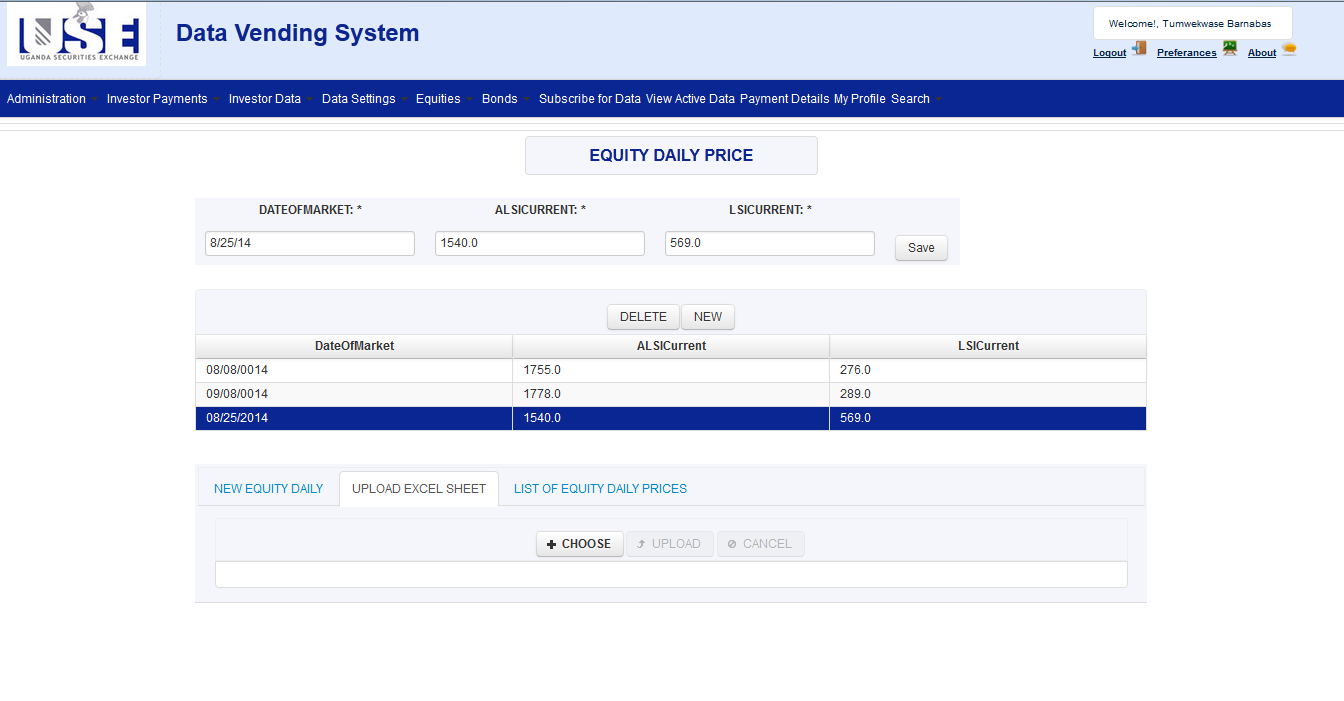 USE
UGANDA SECURITIES EXCHANGE
Data Vending System
Welcome!, Tumwekwase Barnabas
Logout Preferances About
Administration Investor Payments Investor Data Data Settings Equities Bonds Subscribe for Data View Active Data Payment Details My Profile Search
EQUITY DAILY PRICE
DATEOFMARKET: * ALSICURRENT: * LSICURRENT: *
8/25/14 1540.0 569.0 Save
DELETE NEW
DateOfMarket ALSICurrent LSICurrent
08/08/0014 1755.0 276.0
09/08/0014 1778.0 289.0
08/25/2014 1540.0 569.0
NEW EQUITY DAILY UPLOAD EXCEL SHEET LIST OF EQUITY DAILY PRICES
CHOOSE UPLOAD CANCEL